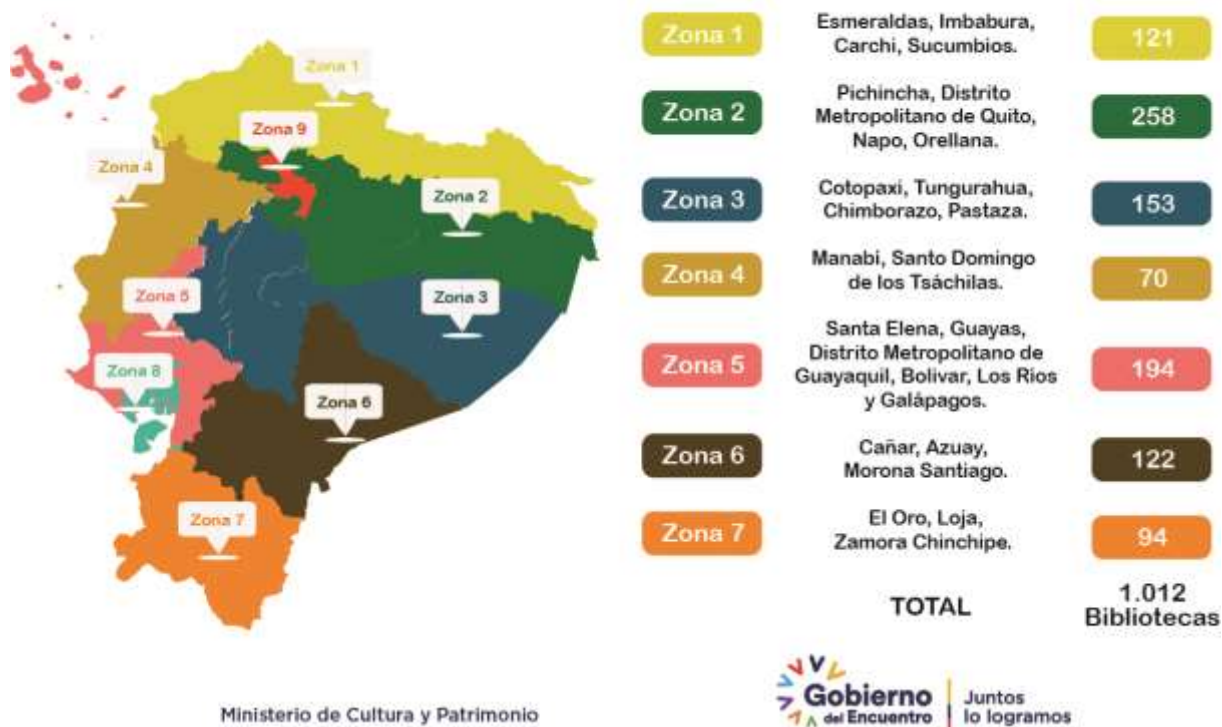 Zona 1
Zona 9
Zona 4
Zona 2
Zona 5
Zona 3
Zona 8
Zona 6
Zona 7
Zona 1
Esmeraldas, Imbabura,
Carchi, Sucumbios.
121
Zona 2
Pichincha, Distrito
Metropolitano de Quito,
Napo, Orellana.
258
Zona 3
Cotopaxi, Tungurahua,
Chimborazo, Pastaza.
153
Zona 4
Manabi, Santo Domingo
de los Tsáchilas.
70
Zona 5
Santa Elena, Guayas,
Distrito Metropolitano de
Guayaquil, Bolivar, Los Rios
y Galápagos.
194
Zona 6
Cañar, Azuay,
Morona Santiago.
122
Zona 7
El Oro, Loja,
Zamora Chinchipe.
94
TOTAL
1.012
Bibliotecas
Ministerio de Cultura y Patrimonio
Gobierno
del Encuentro
Juntos
lo logramos